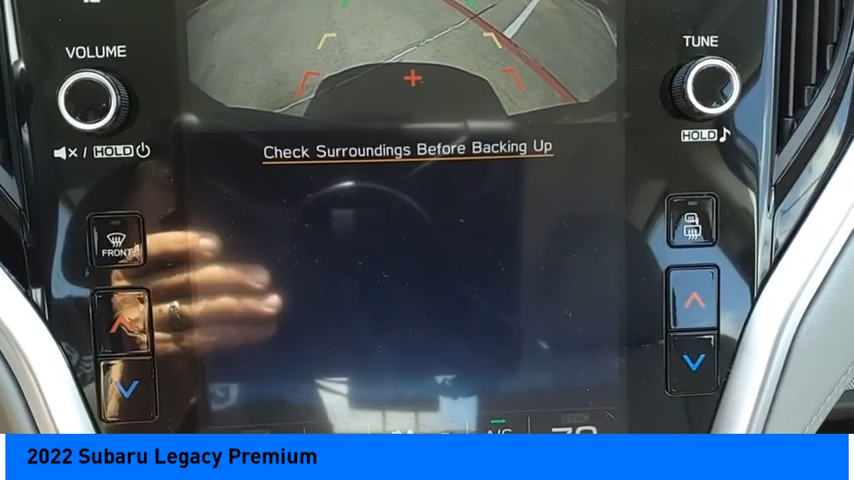 VOLUME
TUNE
/ HOLD
HOLD
Check Surroundings Before Backing Up
FRONT
A/C
2022 Subaru Legacy Premium